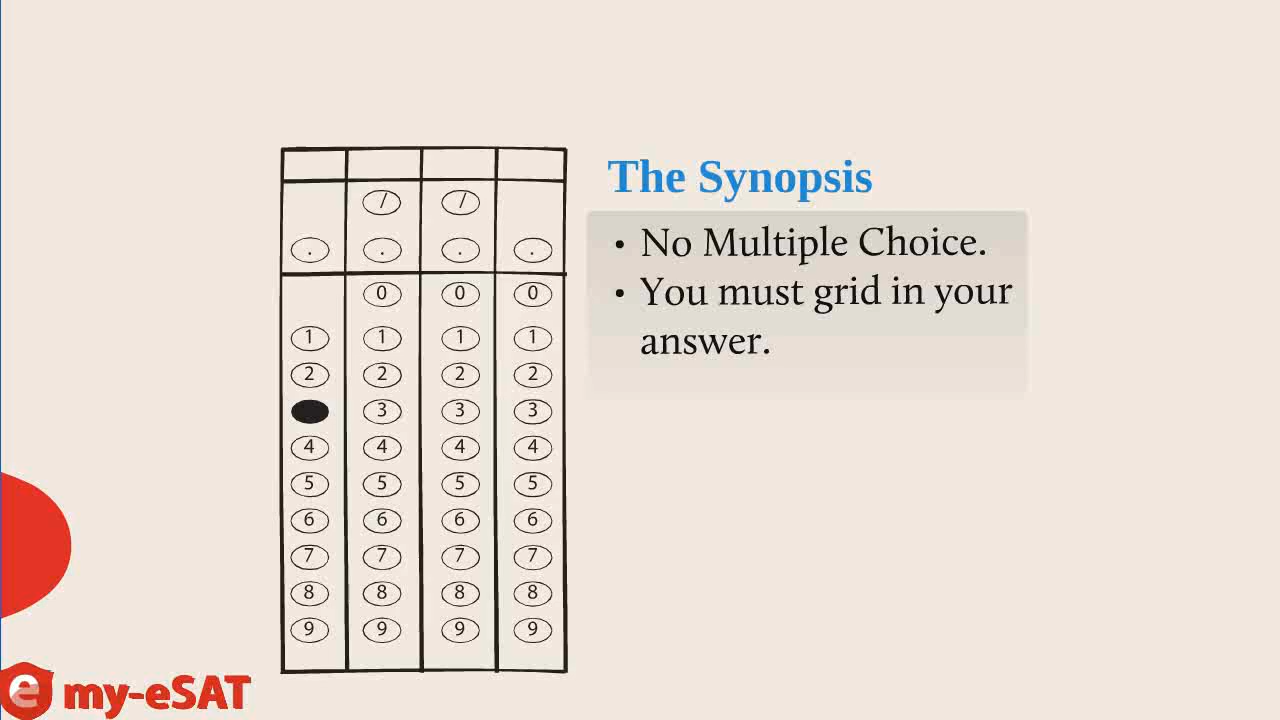 The Synopsis
• No Multiple Choice.
• You must grid in your
answer.
/ /
. . . .
0 0 0
1 1 1 1
2 2 2 2
3 3 3
4 4 4 4
5 5 5 5
6 6 6 6
7 7 7 7
8 8 8 8
9 9 9 9
e my-eSAT